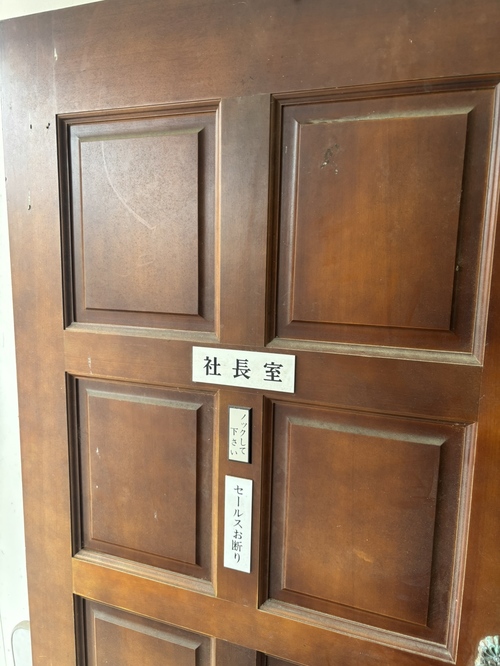 社長室
ノックして
下さい
セールスお断り